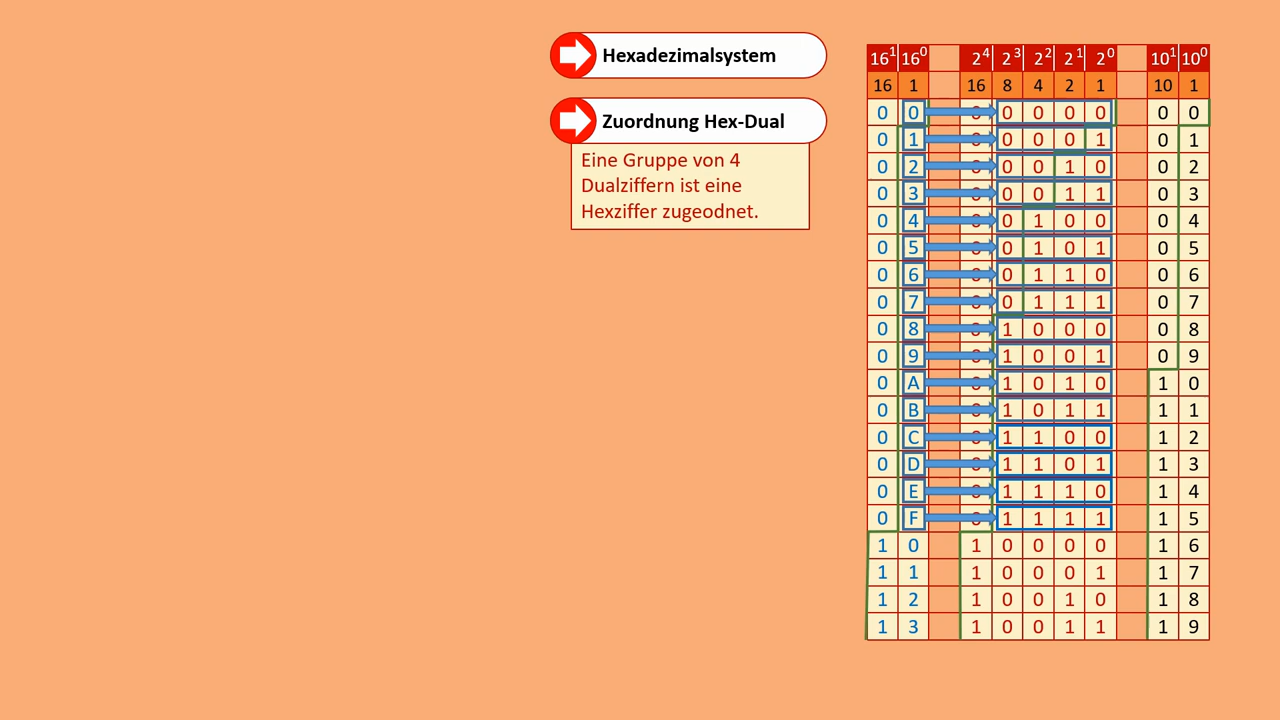 Hexadezimalsystem
Zuordnung Hex-Dual
Eine Gruppe von 4
Dualziffern ist eine
Hexziffer zugeodnet.
16¹ 16⁰ 2⁴ 2³ 2² 2¹ 2⁰ 10¹ 10⁰
16 1 16 8 4 2 1 10 1
0 0 0 0 0 0 0 0 0
0 1 0 0 0 0 1 0 1
0 2 0 0 0 1 0 0 2
0 3 0 0 0 1 1 0 3
0 4 0 0 1 0 0 0 4
0 5 0 0 1 0 1 0 5
0 6 0 0 1 1 0 0 6
0 7 0 0 1 1 1 0 7
0 8 0 1 0 0 0 0 8
0 9 0 1 0 0 1 0 9
0 A 0 1 0 1 0 1 0
0 B 0 1 0 1 1 1 1
0 C 0 1 1 0 0 1 2
0 D 0 1 1 0 1 1 3
0 E 0 1 1 1 0 1 4
0 F 0 1 1 1 1 1 5
1 0 1 0 0 0 0 1 6
1 1 1 0 0 0 1 1 7
1 2 1 0 0 1 0 1 8
1 3 1 0 0 1 1 1 9